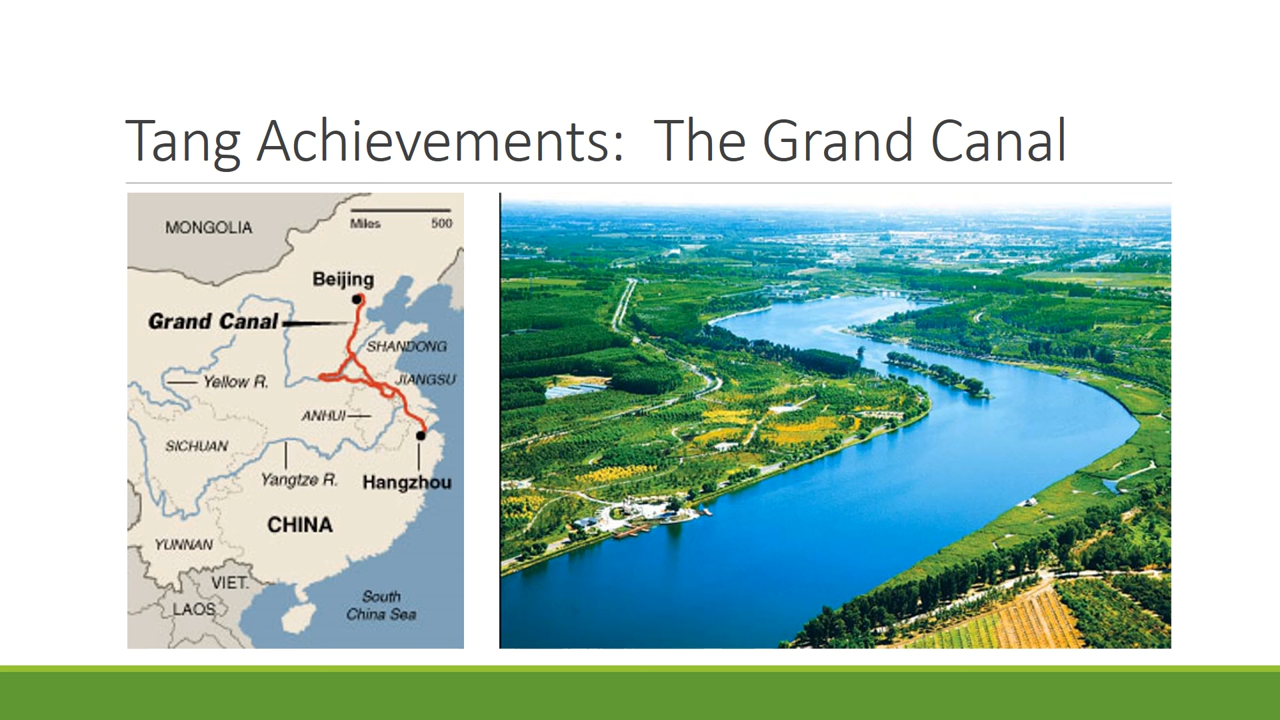 Tang Achievements:  The Grand Canal
MONGOLIA
Miles 500
Beijing
Grand Canal
SHANDONG
Yellow R.
JIANGSU
ANHUI
SICHUAN
Yangtze R.
Hangzhou
CHINA
YUNNAN
VIET.
LAOS
South
China Sea